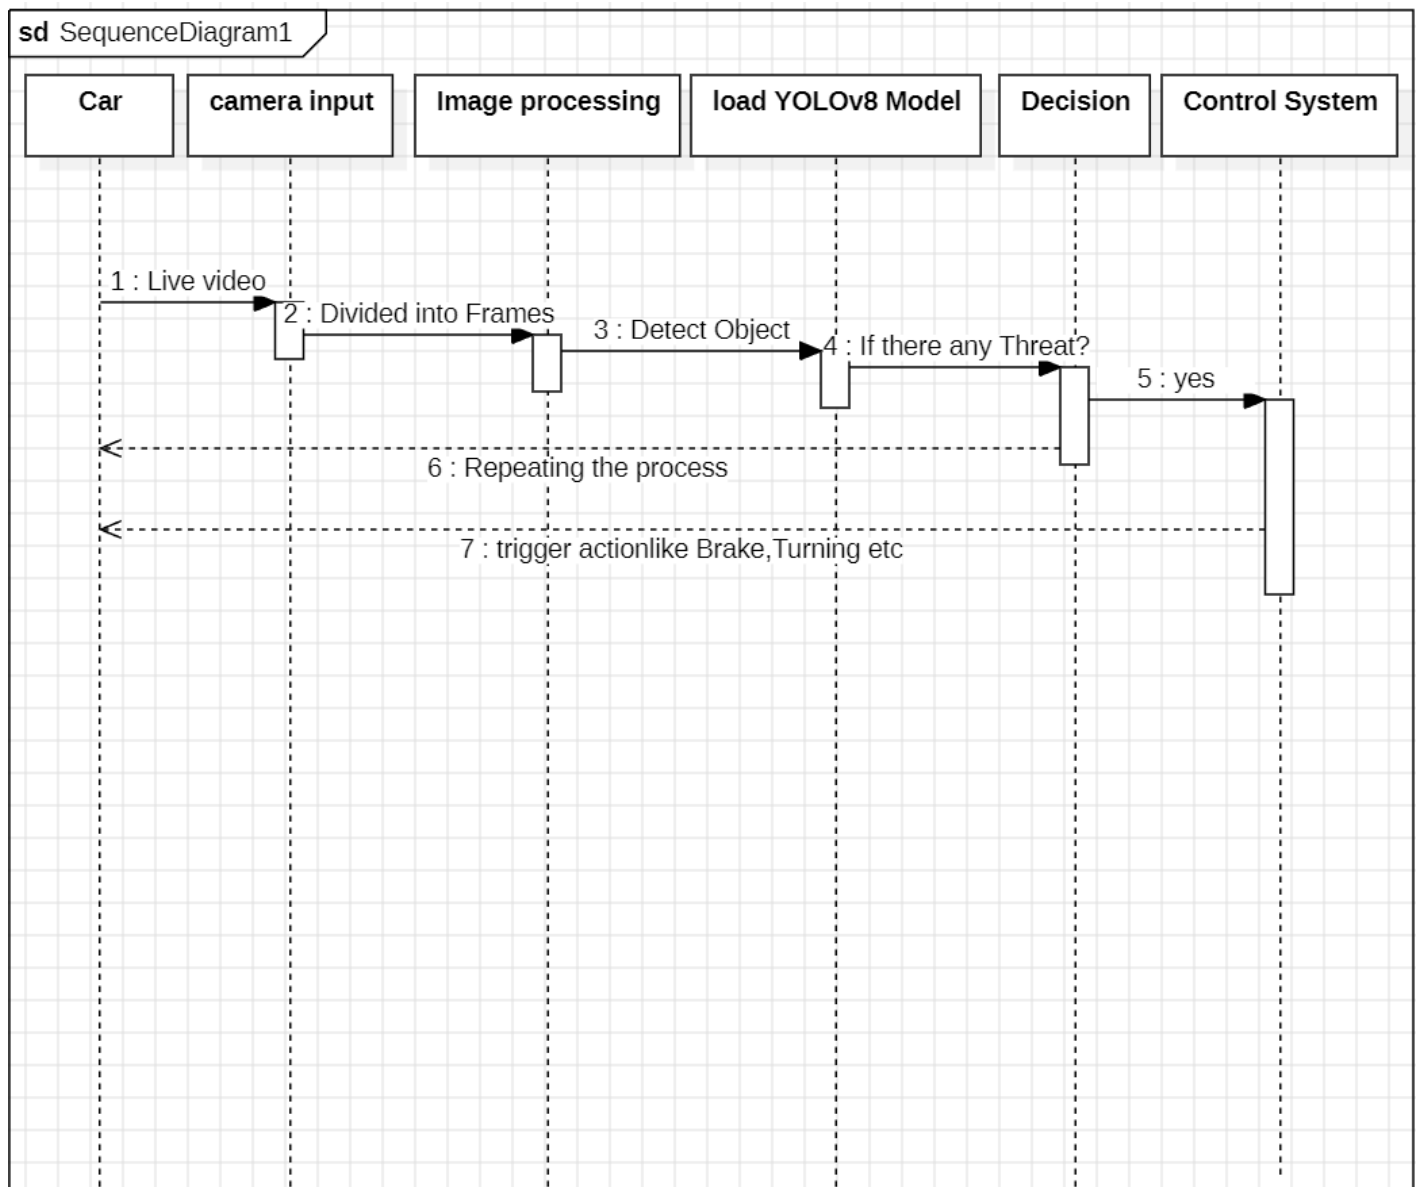 sd SequenceDiagram1
Car
camera input
Image processing
load YOLOv8 Model
Decision
Control System
1 : Live video
2 : Divided into Frames
3 : Detect Object
4 : If there any Threat?
5 : yes
6 : Repeating the process
7 : trigger actionlike Brake,Turning etc